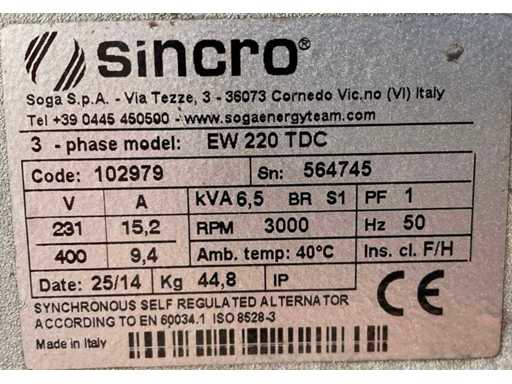 sincro®
Soga S.p.A. - Via Tezze, 3 - 36073 Cornedo Vic.no (VI) Italy
Tel +39 0445 450500 - www.sogaenergyteam.com
3 - phase model: EW 220 TDC
Code: 102979 Sn: 564745
V A kVA 6,5 BR S1 PF 1
231 15,2 RPM 3000 Hz 50
400 9,4 Amb. temp: 40°C Ins. cl. F/H
Date: 25/14 Kg 44,8 IP
SYNCHRONOUS SELF REGULATED ALTERNATOR
ACCORDING TO EN 60034.1 ISO 8528-3
Made in Italy
CE